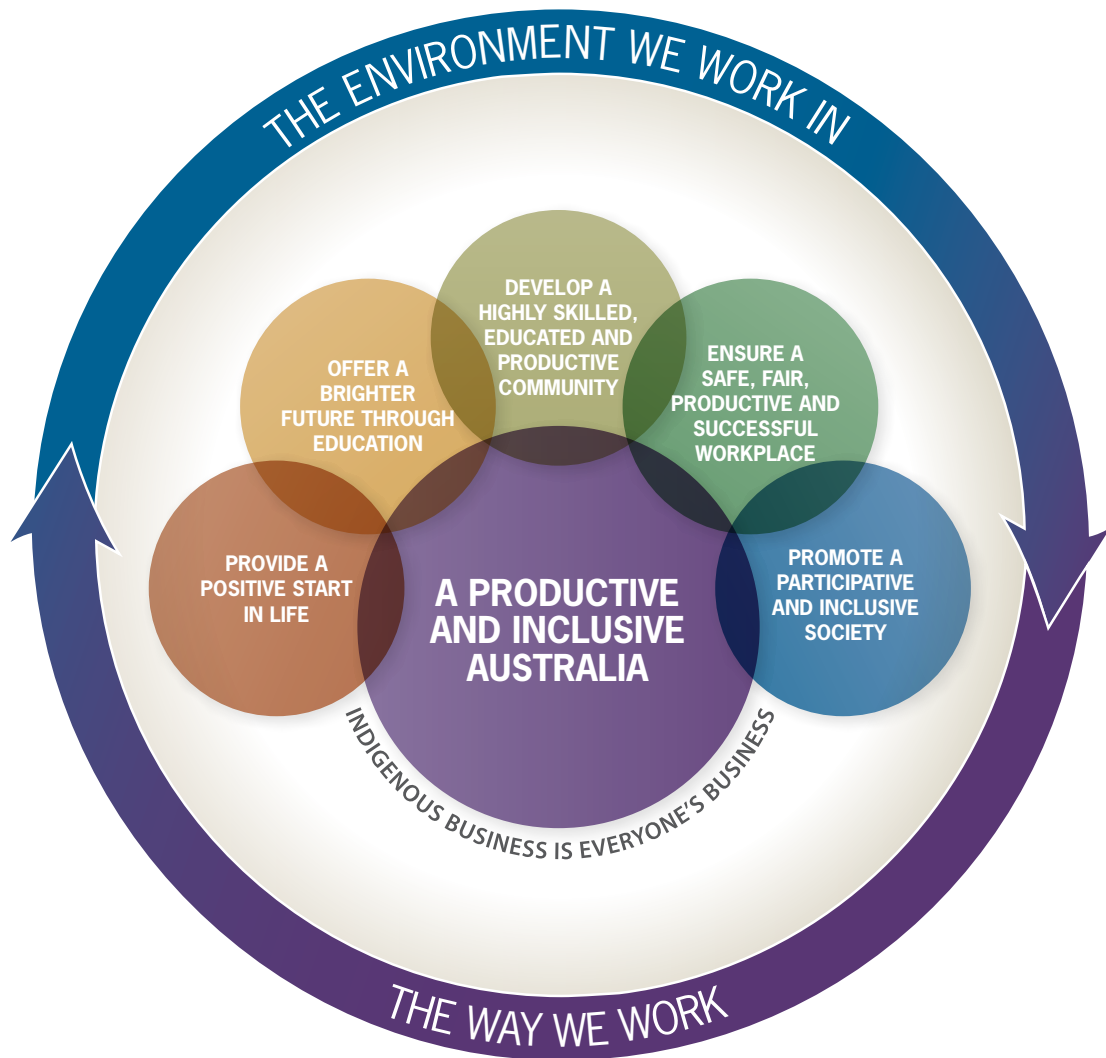 THE ENVIRONMENT WE WORK IN
DEVELOP A
HIGHLY SKILLED,
EDUCATED AND
PRODUCTIVE
COMMUNITY
OFFER A
BRIGHTER
FUTURE THROUGH
EDUCATION
ENSURE A
SAFE, FAIR,
PRODUCTIVE AND
SUCCESSFUL
WORKPLACE
PROVIDE A
POSITIVE START
IN LIFE
A PRODUCTIVE
AND INCLUSIVE
AUSTRALIA
PROMOTE A
PARTICIPATIVE
AND INCLUSIVE
SOCIETY
INDIGENOUS BUSINESS IS EVERYONE'S BUSINESS
THE WAY WE WORK